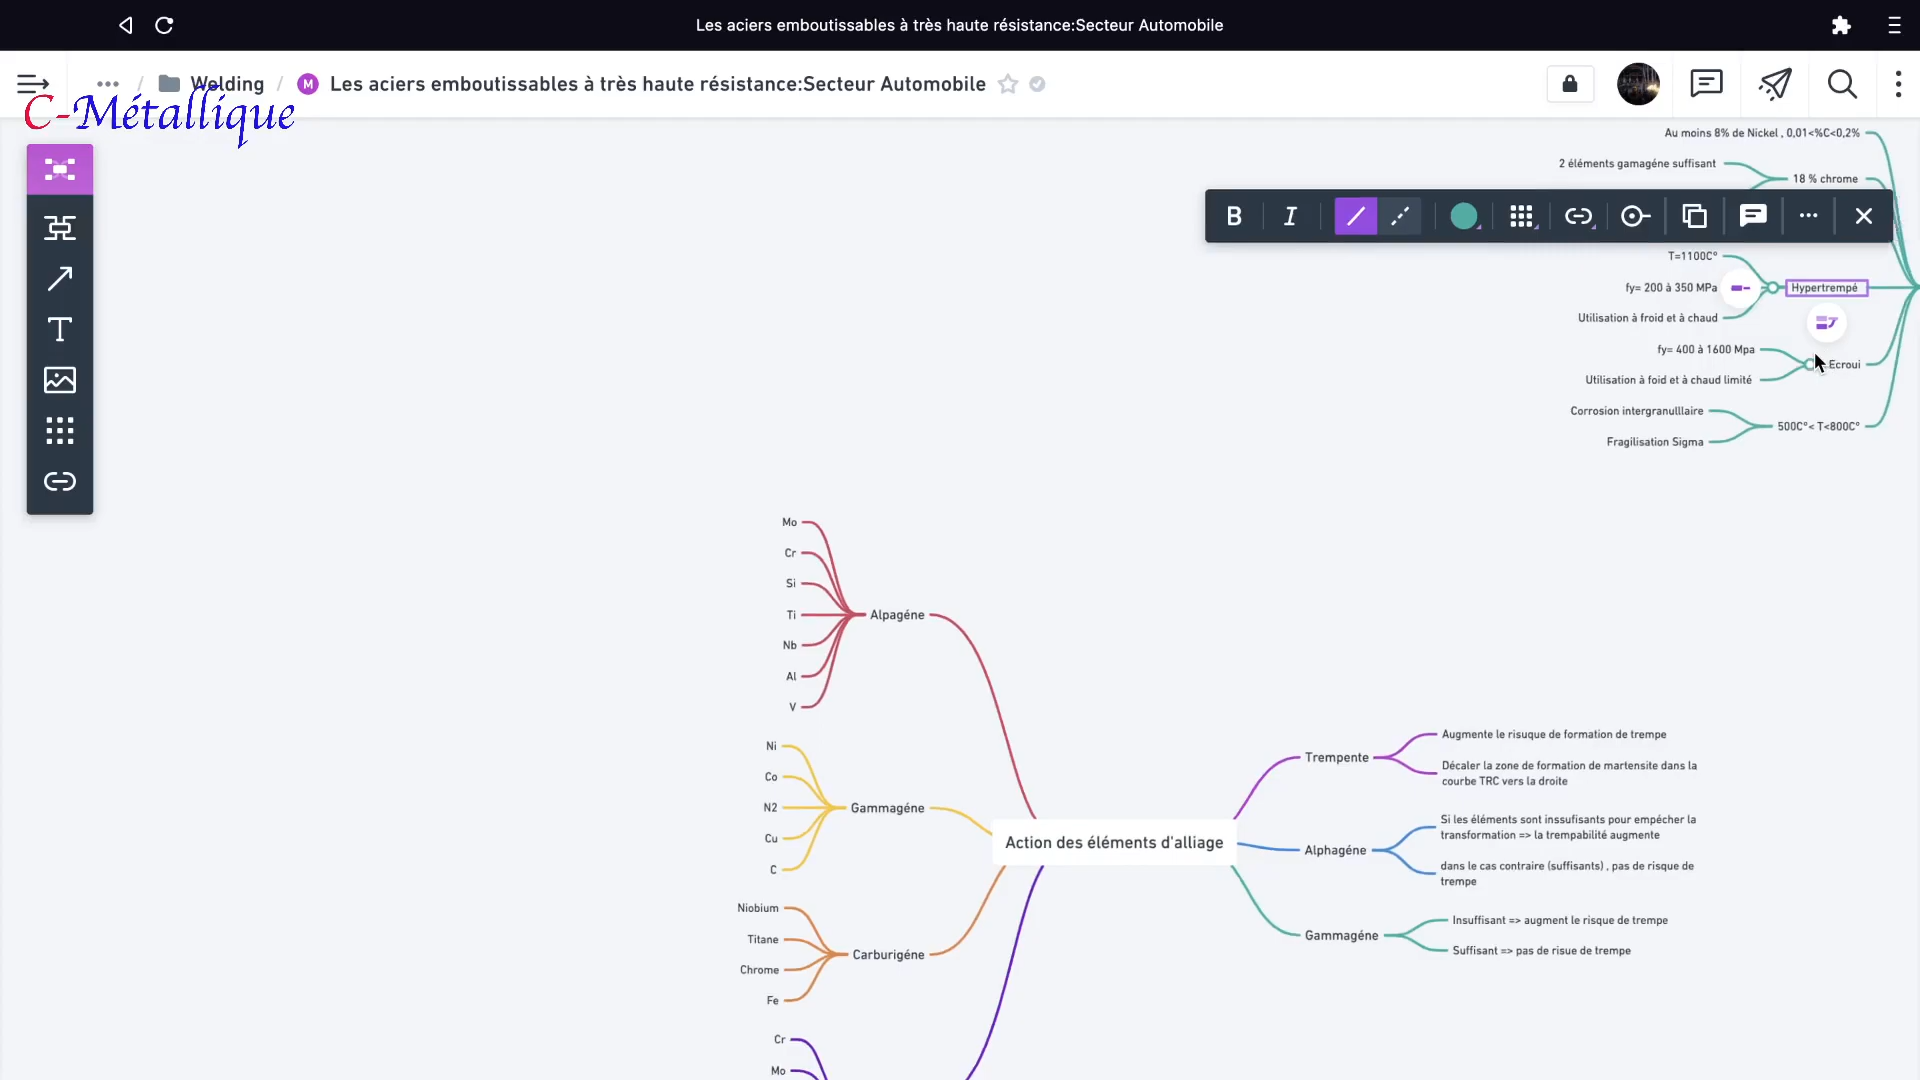 Les aciers emboutissables à très haute résistance:Secteur Automobile
Welding
M
Les aciers emboutissables à très haute résistance:Secteur Automobile
C-Métallique
Au moins 8% de Nickel , 0,01<%C<0,2%
2 éléments gamagéne suffisant
18 % chrome
B
I
T=1100C°
fy= 200 à 350 MPa
Hypertrempé
Utilisation à froid et à chaud
fy= 400 à 1600 Mpa
Ecroui
Utilisation à foid et à chaud limité
Corrosion intergranulllaire
500C°< T<800C°
Fragilisation Sigma
T
Mo
Cr
Si
Ti
Nb
Al
V
Alpagéne
Ni
Co
N2
Cu
C
Gammagéne
Niobium
Titane
Chrome
Fe
Carburigéne
Cr
Mo
Action des éléments d'alliage
Trempente
Augmente le risuque de formation de trempe
Décaler la zone de formation de martensite dans la
courbe TRC vers la droite
Alphagéne
Si les éléments sont inssufisants pour empécher la
transformation => la trempabilité augmente
dans le cas contraire (suffisants) , pas de risque de
trempe
Gammagéne
Insuffisant => augment le risque de trempe
Suffisant => pas de risue de trempe